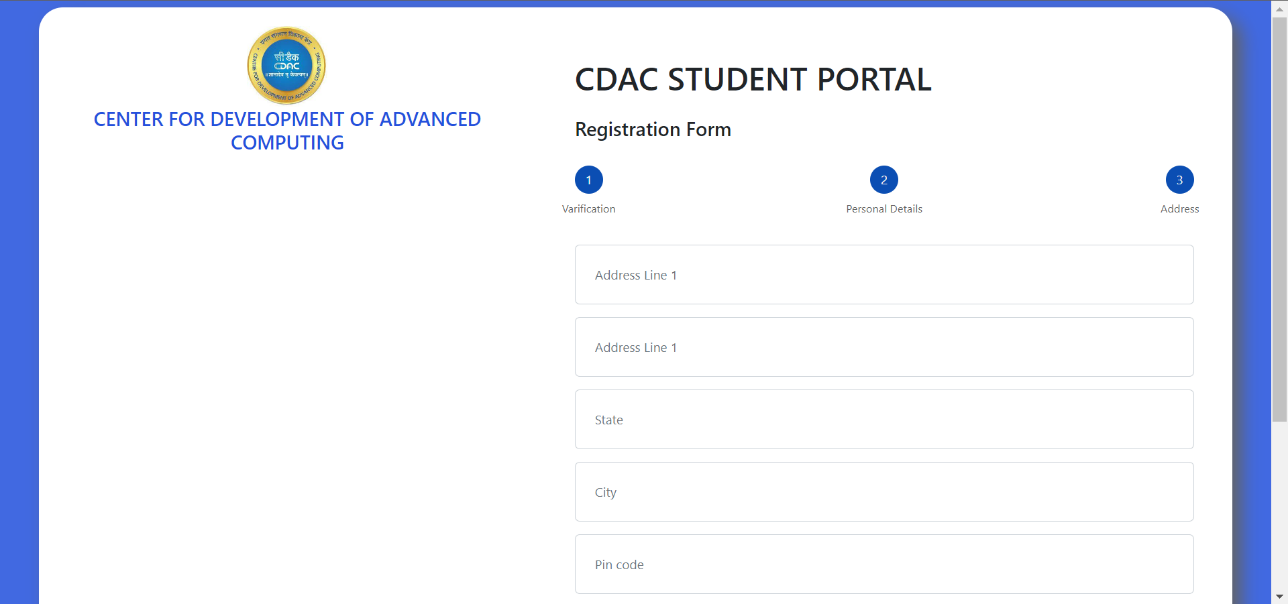 सी डैक
CDAC
CENTER FOR DEVELOPMENT OF ADVANCED
COMPUTING
CDAC STUDENT PORTAL
Registration Form
1
2
3
Varification
Personal Details
Address
Address Line 1
Address Line 1
State
City
Pin code